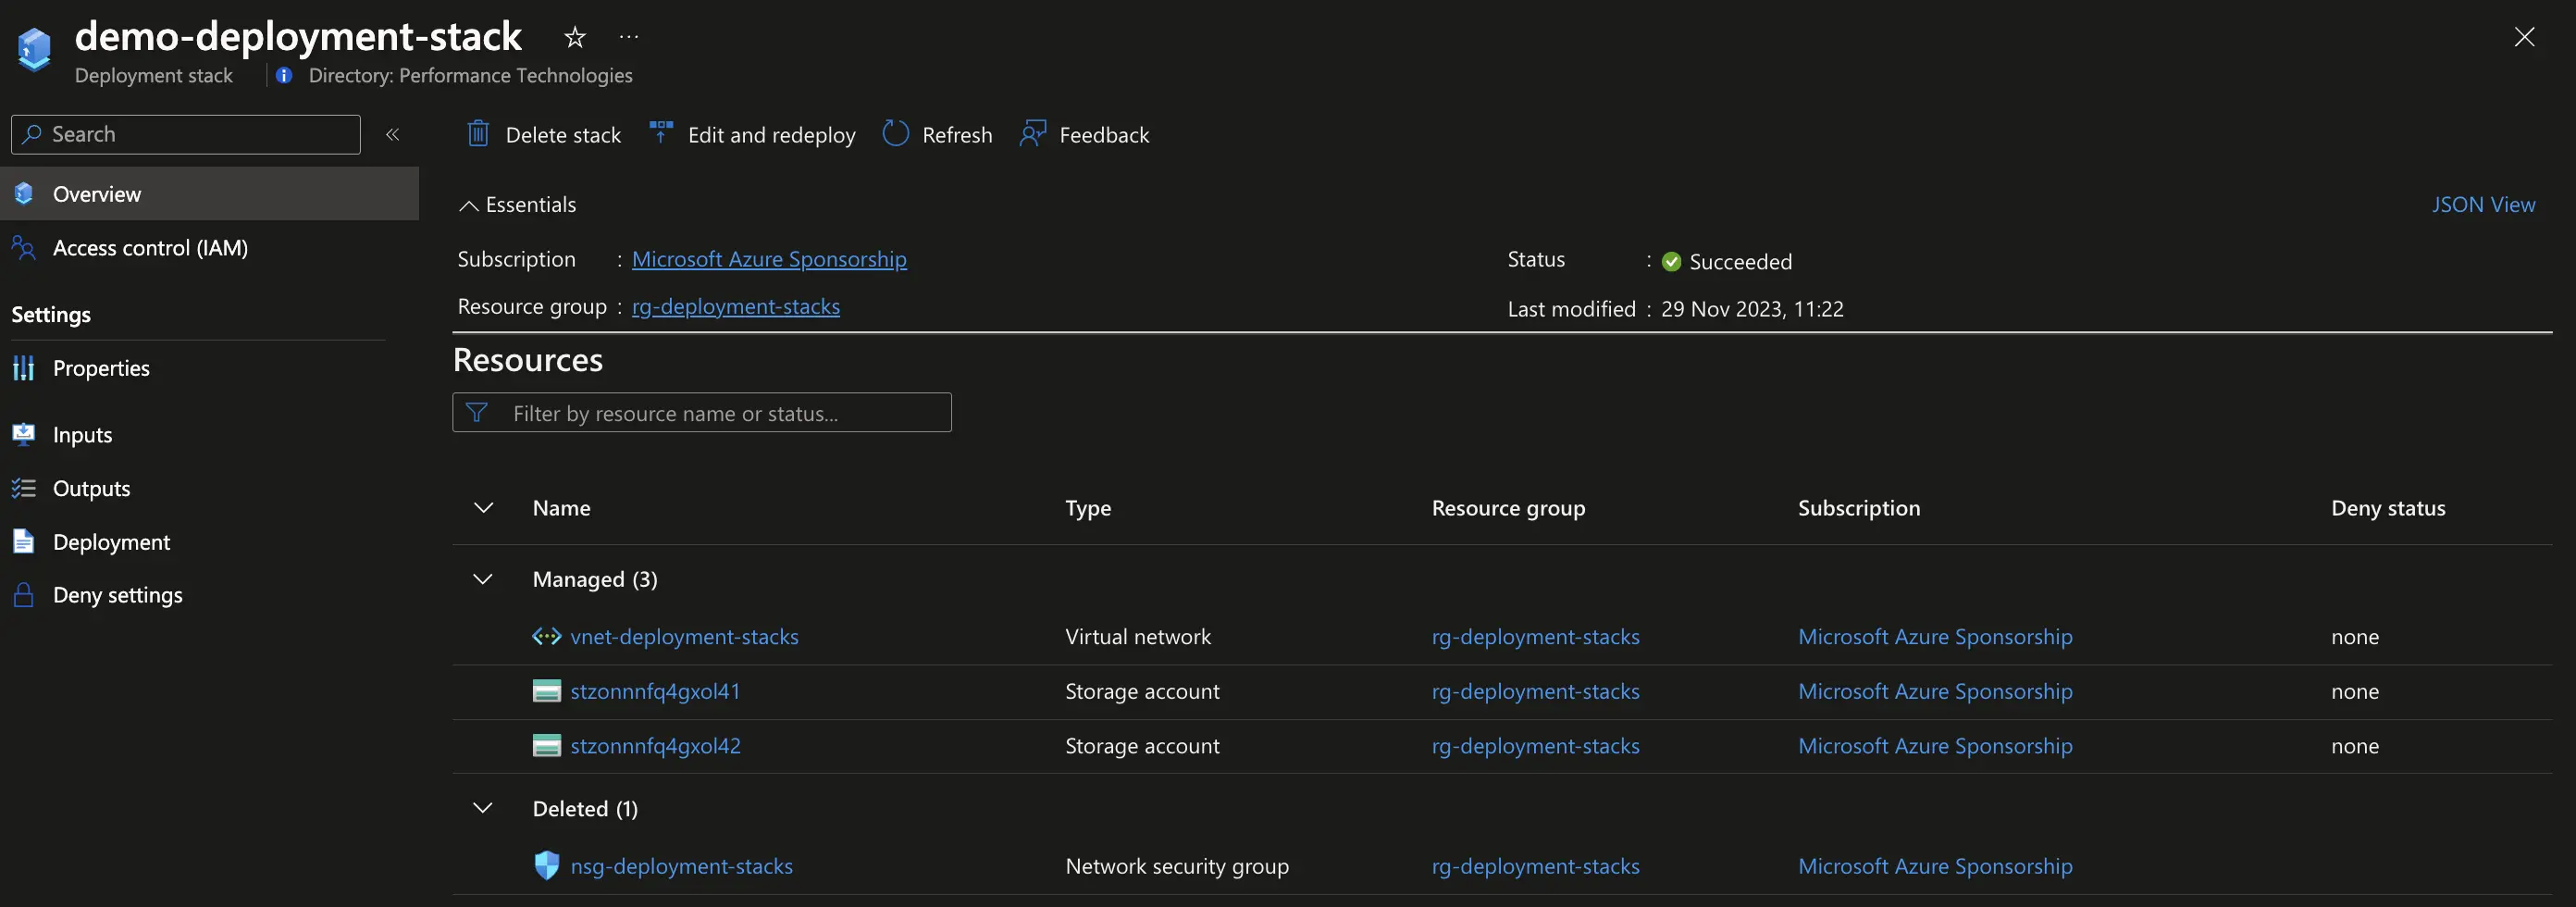 demo-deployment-stack ...
Deployment stack Directory: Performance Technologies
Search «
Delete stack Edit and redeploy Refresh Feedback
Overview
Access control (IAM)
Settings
Properties
Inputs
Outputs
Deployment
Deny settings
Essentials JSON View
Subscription : Microsoft Azure Sponsorship Status : Succeeded
Resource group : rg-deployment-stacks Last modified : 29 Nov 2023, 11:22
Resources
Filter by resource name or status...
Name Type Resource group Subscription Deny status
Managed (3)
vnet-deployment-stacks Virtual network rg-deployment-stacks Microsoft Azure Sponsorship none
stzonnnfq4gxol41 Storage account rg-deployment-stacks Microsoft Azure Sponsorship none
stzonnnfq4gxol42 Storage account rg-deployment-stacks Microsoft Azure Sponsorship none
Deleted (1)
nsg-deployment-stacks Network security group rg-deployment-stacks Microsoft Azure Sponsorship